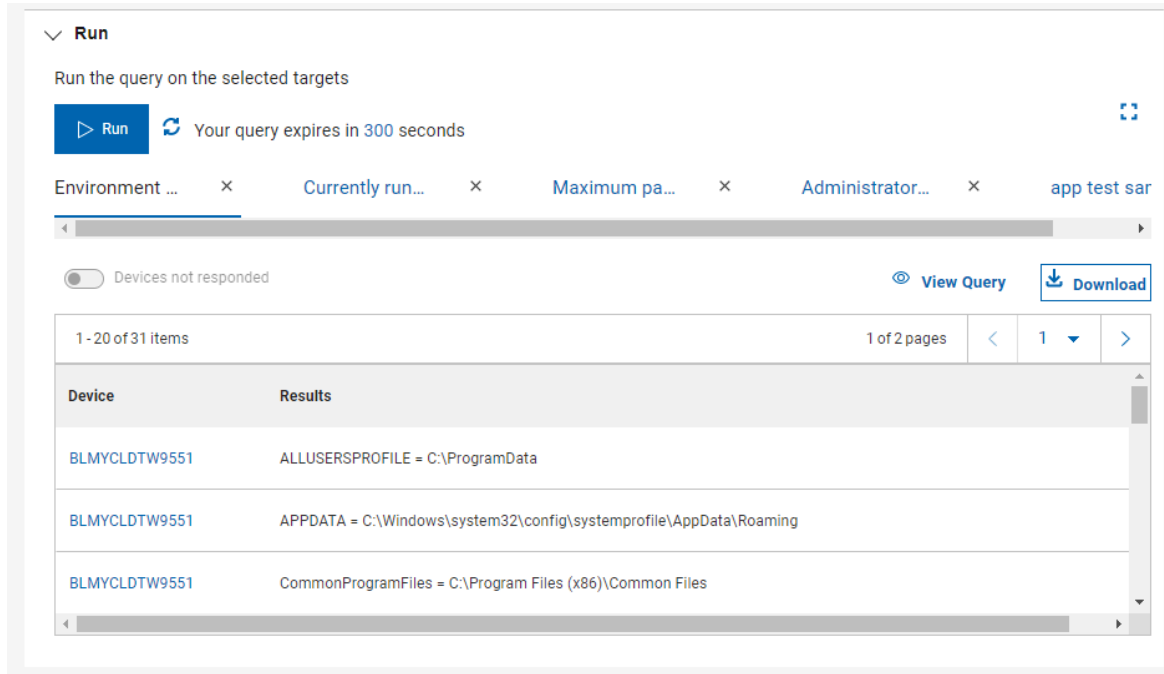 Run
Run the query on the selected targets
Run Your query expires in 300 seconds
Environment ... Currently run... Maximum pa... Administrator... app test sar
Devices not responded View Query Download
1 - 20 of 31 items 1 of 2 pages 1
Device Results
BLMYCLDTW9551 ALLUSERSPROFILE = C:\ProgramData
BLMYCLDTW9551 APPDATA = C:\Windows\system32\config\systemprofile\AppData\Roaming
BLMYCLDTW9551 CommonProgramFiles = C:\Program Files (x86)\Common Files